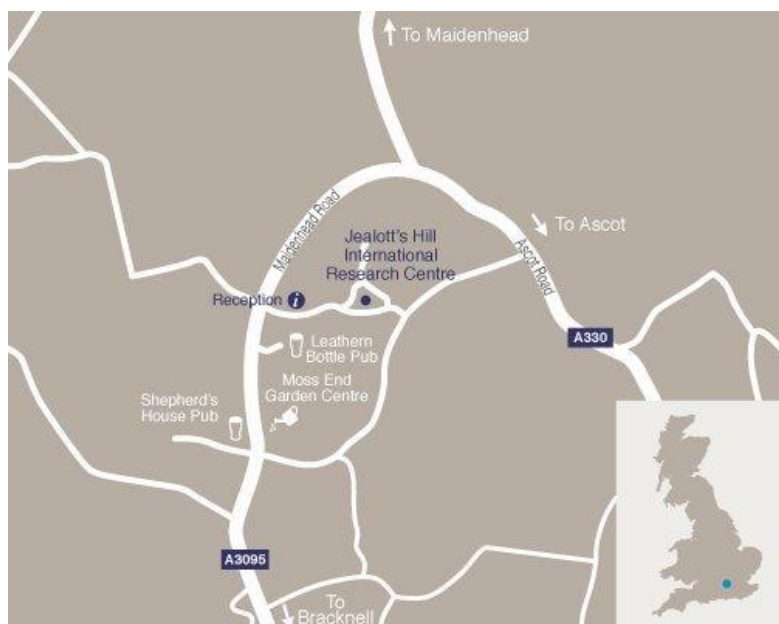 To Maidenhead
Maidenhead Road
To Ascot
Ascot Road
Jealott's Hill
International
Research Centre
Reception i
A330
Leathern
Bottle Pub
Moss End
Garden Centre
Shepherd's
House Pub
A3095
To
Bracknell